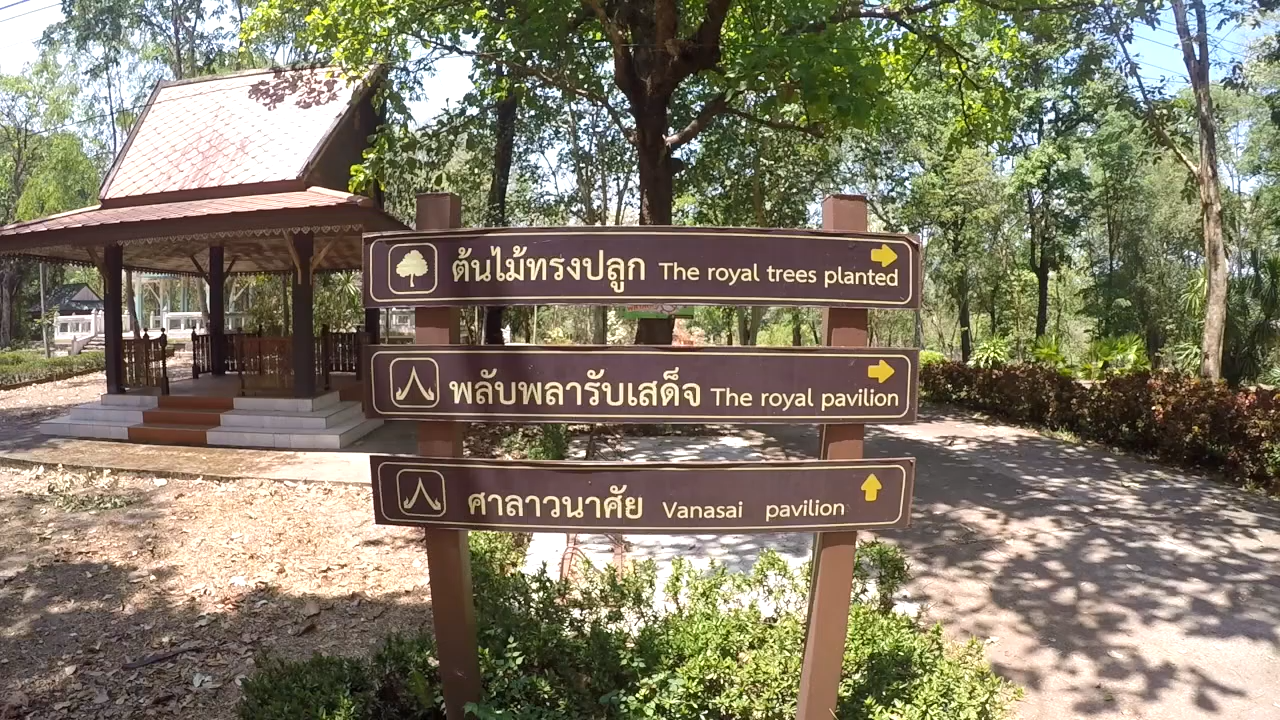 ต้นไม้ทรงปลูก The royal trees planted
พลับพลารับเสด็จ The royal pavilion
ศาลาวนาศัย Vanasai pavilion